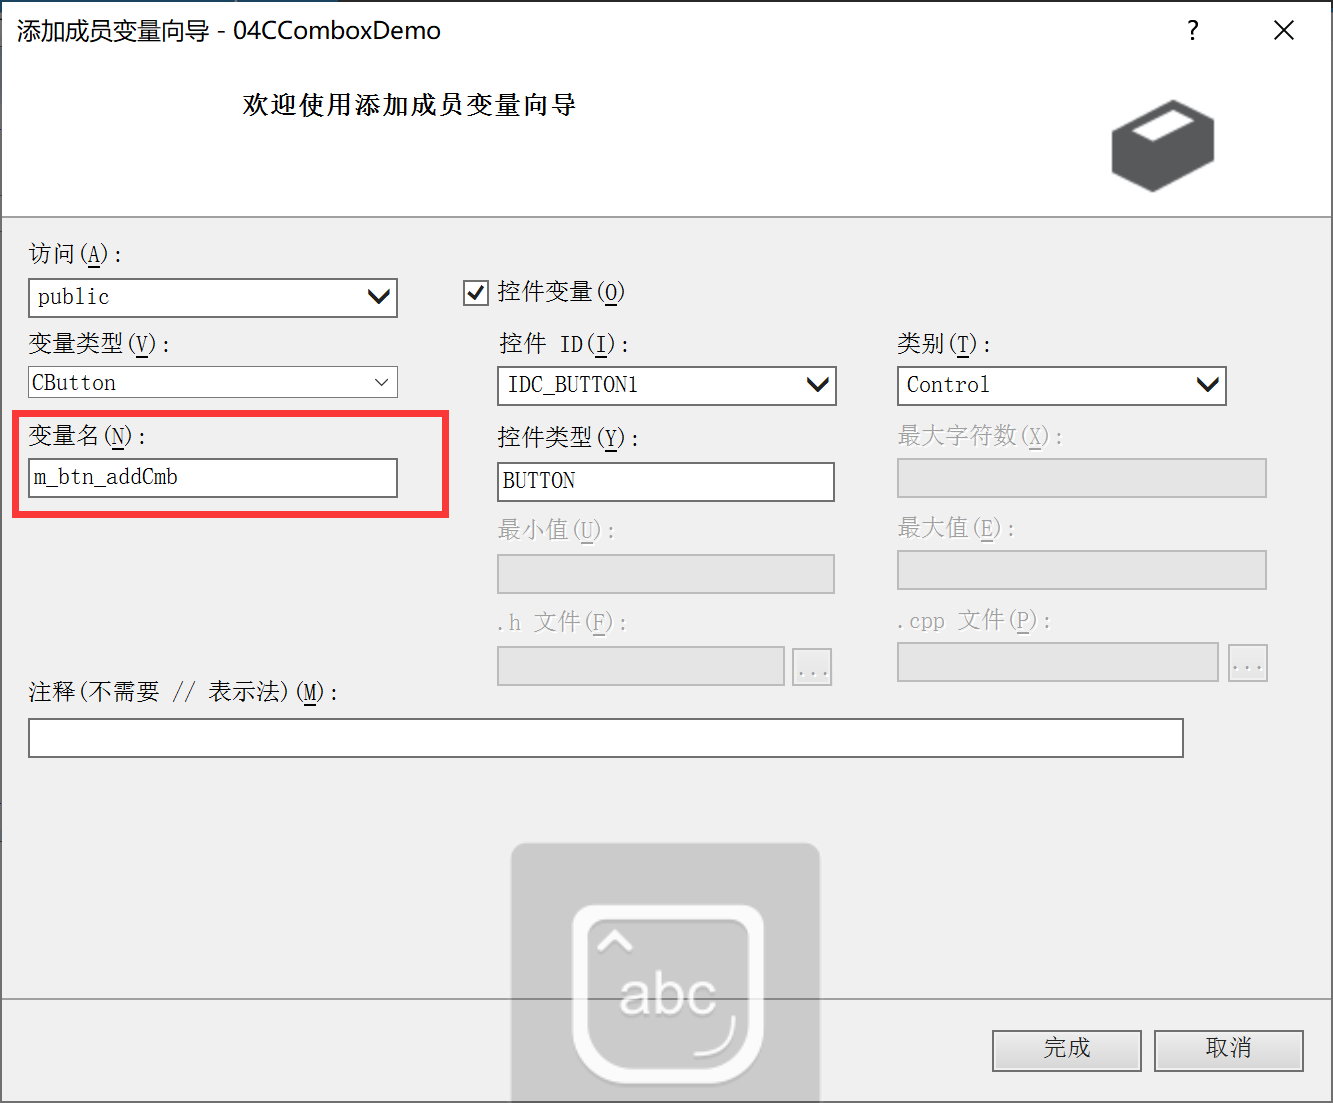 添加成员变量向导 - 04CComboxDemo
?
欢迎使用添加成员变量向导
访问(A):
public
控件变量(O)
变量类型(V):
控件 ID(I):
类别(T):
CButton
IDC_BUTTON1
Control
变量名(N):
控件类型(Y):
最大字符数(X):
m_btn_addCmb
BUTTON
最小值(U):
最大值(E):
.h 文件(F):
.cpp 文件(P):
...
...
注释(不需要 // 表示法)(M):
abc
完成
取消